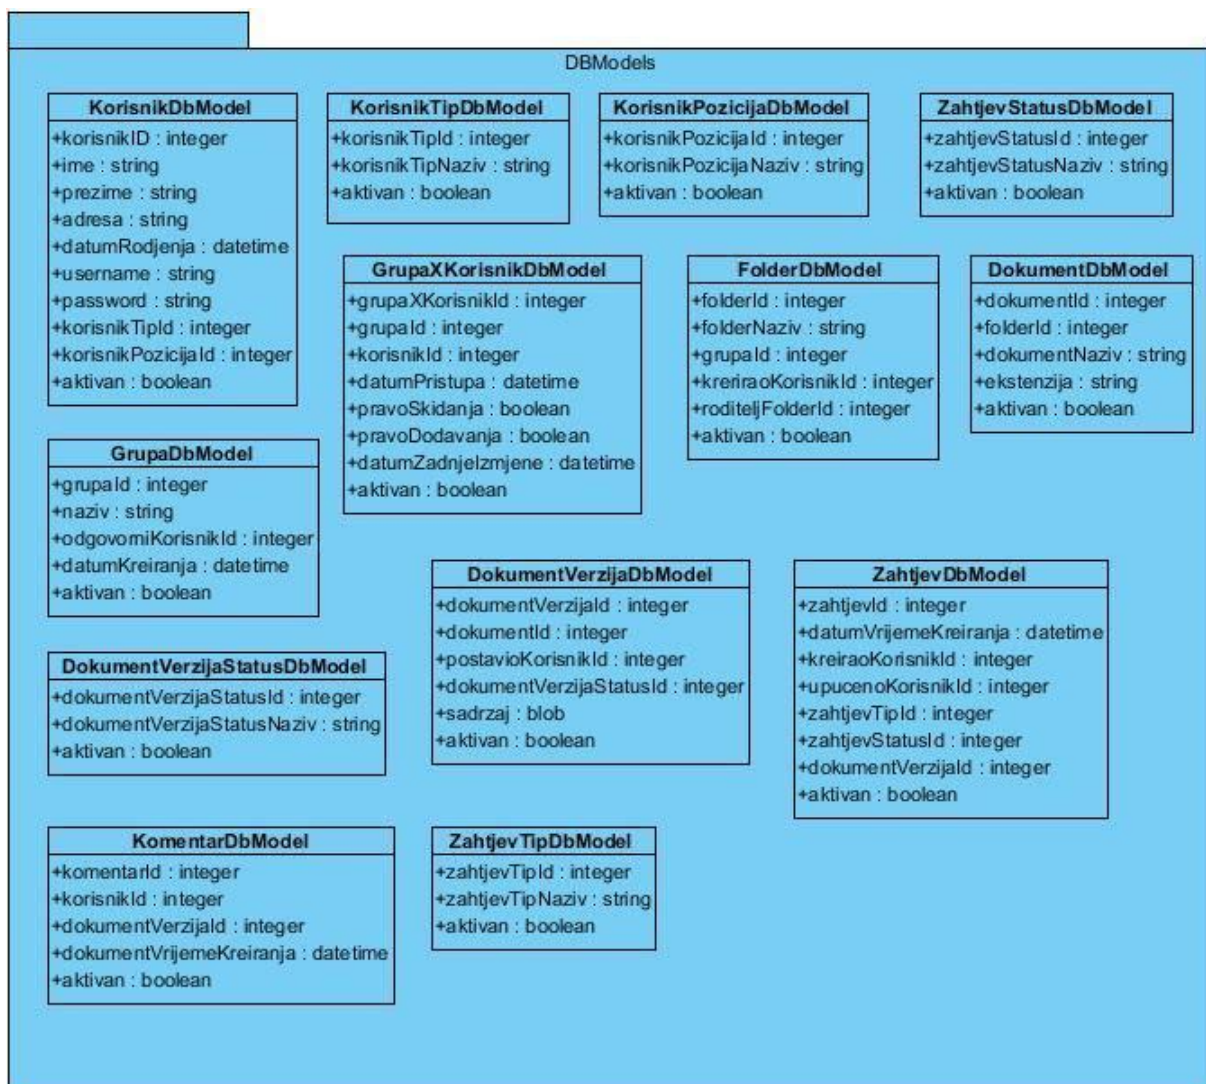 DBModels
KorisnikDbModel
+korisnikID : integer
+ime : string
+prezime : string
+adresa : string
+datumRodjenja : datetime
+username : string
+password : string
+korisnikTipId : integer
+korisnikPozicijaId : integer
+aktivan : boolean
KorisnikTipDbModel
+korisnikTipId : integer
+korisnikTipNaziv : string
+aktivan : boolean
KorisnikPozicijaDbModel
+korisnikPozicijaId : integer
+korisnikPozicijaNaziv : string
+aktivan : boolean
ZahtjevStatusDbModel
+zahtjevStatusId : integer
+zahtjevStatusNaziv : string
+aktivan : boolean
GrupaXKorisnikDbModel
+grupaXKorisnikId : integer
+grupaId : integer
+korisnikId : integer
+datumPristupa : datetime
+pravoSkidanja : boolean
+pravoDodavanja : boolean
+datumZadnjeIzmjene : datetime
+aktivan : boolean
FolderDbModel
+folderId : integer
+folderNaziv : string
+grupaId : integer
+kreriraoKorisnikId : integer
+roditeljFolderId : integer
+aktivan : boolean
DokumentDbModel
+dokumentId : integer
+folderId : integer
+dokumentNaziv : string
+ekstenzija : string
+aktivan : boolean
GrupaDbModel
+grupaId : integer
+naziv : string
+odgovorniKorisnikId : integer
+datumKreiranja : datetime
+aktivan : boolean
DokumentVerzijaDbModel
+dokumentVerzijaId : integer
+dokumentId : integer
+postavioKorisnikId : integer
+dokumentVerzijaStatusId : integer
+sadrzaj : blob
+aktivan : boolean
ZahtjevDbModel
+zahtjevId : integer
+datumVrijemeKreiranja : datetime
+kreiraoKorisnikId : integer
+upucenoKorisnikId : integer
+zahtjevTipId : integer
+zahtjevStatusId : integer
+dokumentVerzijaId : integer
+aktivan : boolean
DokumentVerzijaStatusDbModel
+dokumentVerzijaStatusId : integer
+dokumentVerzijaStatusNaziv : string
+aktivan : boolean
KomentarDbModel
+komentarId : integer
+korisnikId : integer
+dokumentVerzijaId : integer
+dokumentVrijemeKreiranja : datetime
+aktivan : boolean
ZahtjevTipDbModel
+zahtjevTipId : integer
+zahtjevTipNaziv : string
+aktivan : boolean